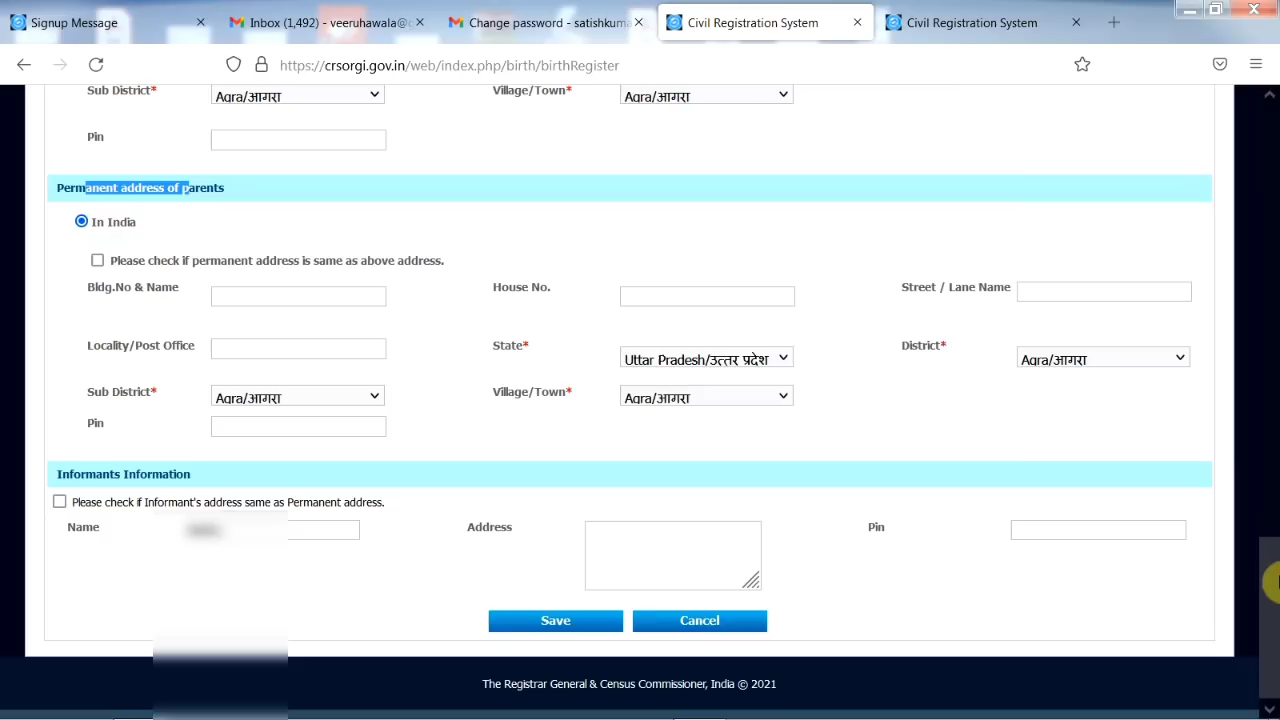 Signup Message
Inbox (1,492) - veeruhawala@
Change password - satishkuma
Civil Registration System
Civil Registration System
https://crsorgi.gov.in/web/index.php/birth/birthRegister
Sub District* Agra/आगरा Village/Town* Agra/आगरा
Pin
Permanent address of parents
In India
Please check if permanent address is same as above address.
Bldg.No & Name House No. Street / Lane Name
Locality/Post Office State* Uttar Pradesh/उत्तर प्रदेश District* Agra/आगरा
Sub District* Agra/आगरा Village/Town* Agra/आगरा
Pin
Informants Information
Please check if Informant's address same as Permanent address.
Name Address Pin
Save Cancel
The Registrar General & Census Commissioner, India © 2021